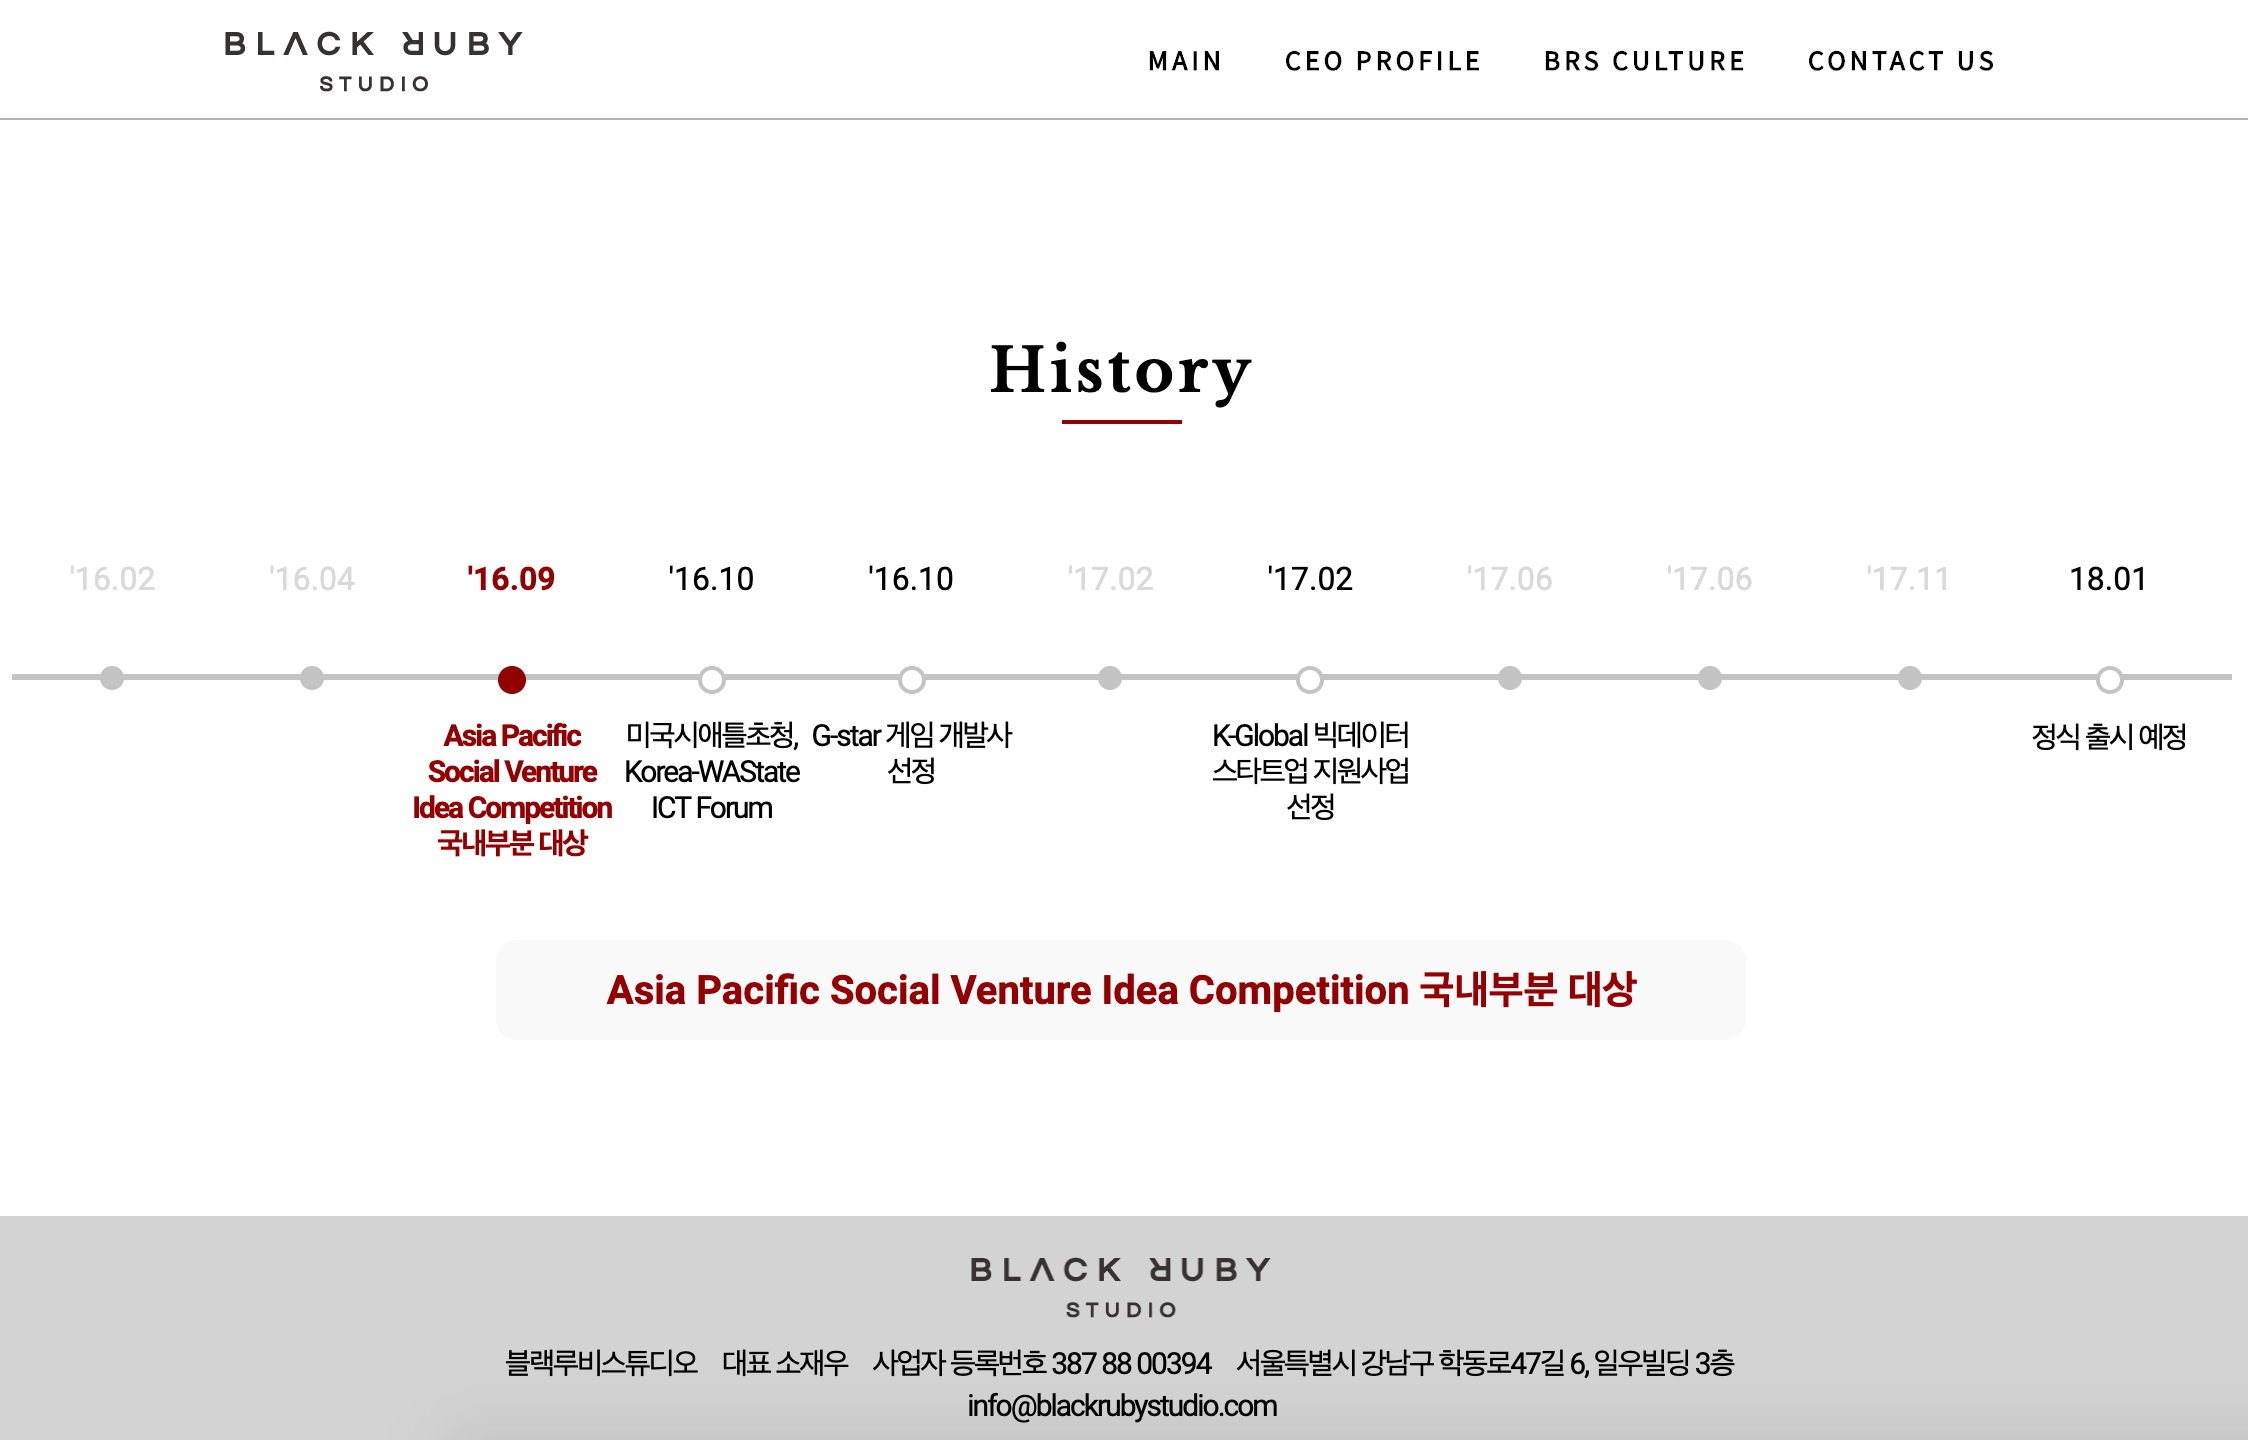 BLACK RUBY
STUDIO
MAIN CEO PROFILE BRS CULTURE CONTACT US
History
'16.02 '16.04 '16.09 '16.10 '16.10 '17.02 '17.02 '17.06 '17.06 '17.11 18.01
Asia Pacific
Social Venture
Idea Competition
국내부분 대상
미국시애틀초청,
Korea-WAState
ICT Forum
G-star 게임 개발사
선정
K-Global 빅데이터
스타트업 지원사업
선정
정식 출시 예정
Asia Pacific Social Venture Idea Competition 국내부분 대상
BLACK RUBY
STUDIO
블랙루비스튜디오 대표 소재우 사업자 등록번호 387 88 00394 서울특별시 강남구 학동로47길 6, 일우빌딩 3층
info@blackrubystudio.com